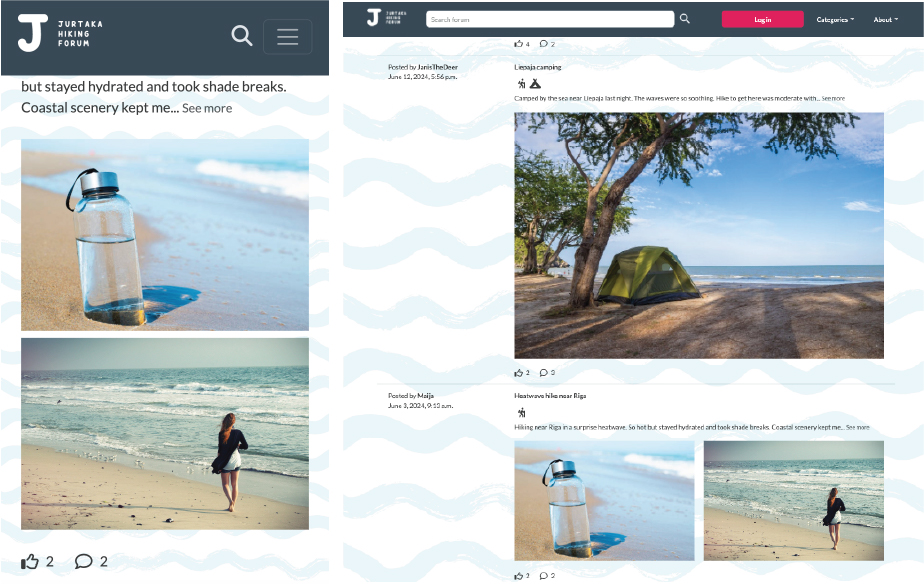 JURTAKA
HIKING
FORUM
but stayed hydrated and took shade breaks.
Coastal scenery kept me... See more
2 2
JURTAKA
HIKING
FORUM
Search forum
Log in
Categories
About
4 2
Posted by JanisTheDeer
June 12, 2024, 5:56 p.m.
Liepaja camping
Camped by the sea near Liepaja last night. The waves were so soothing. Hike to get here was moderate with... See more
2 3
Posted by Maija
June 3, 2024, 9:13 p.m.
Heatwave hike near Riga
Hiking near Riga in a surprise heatwave. So hot but stayed hydrated and took shade breaks. Coastal scenery kept me... See more
2 2